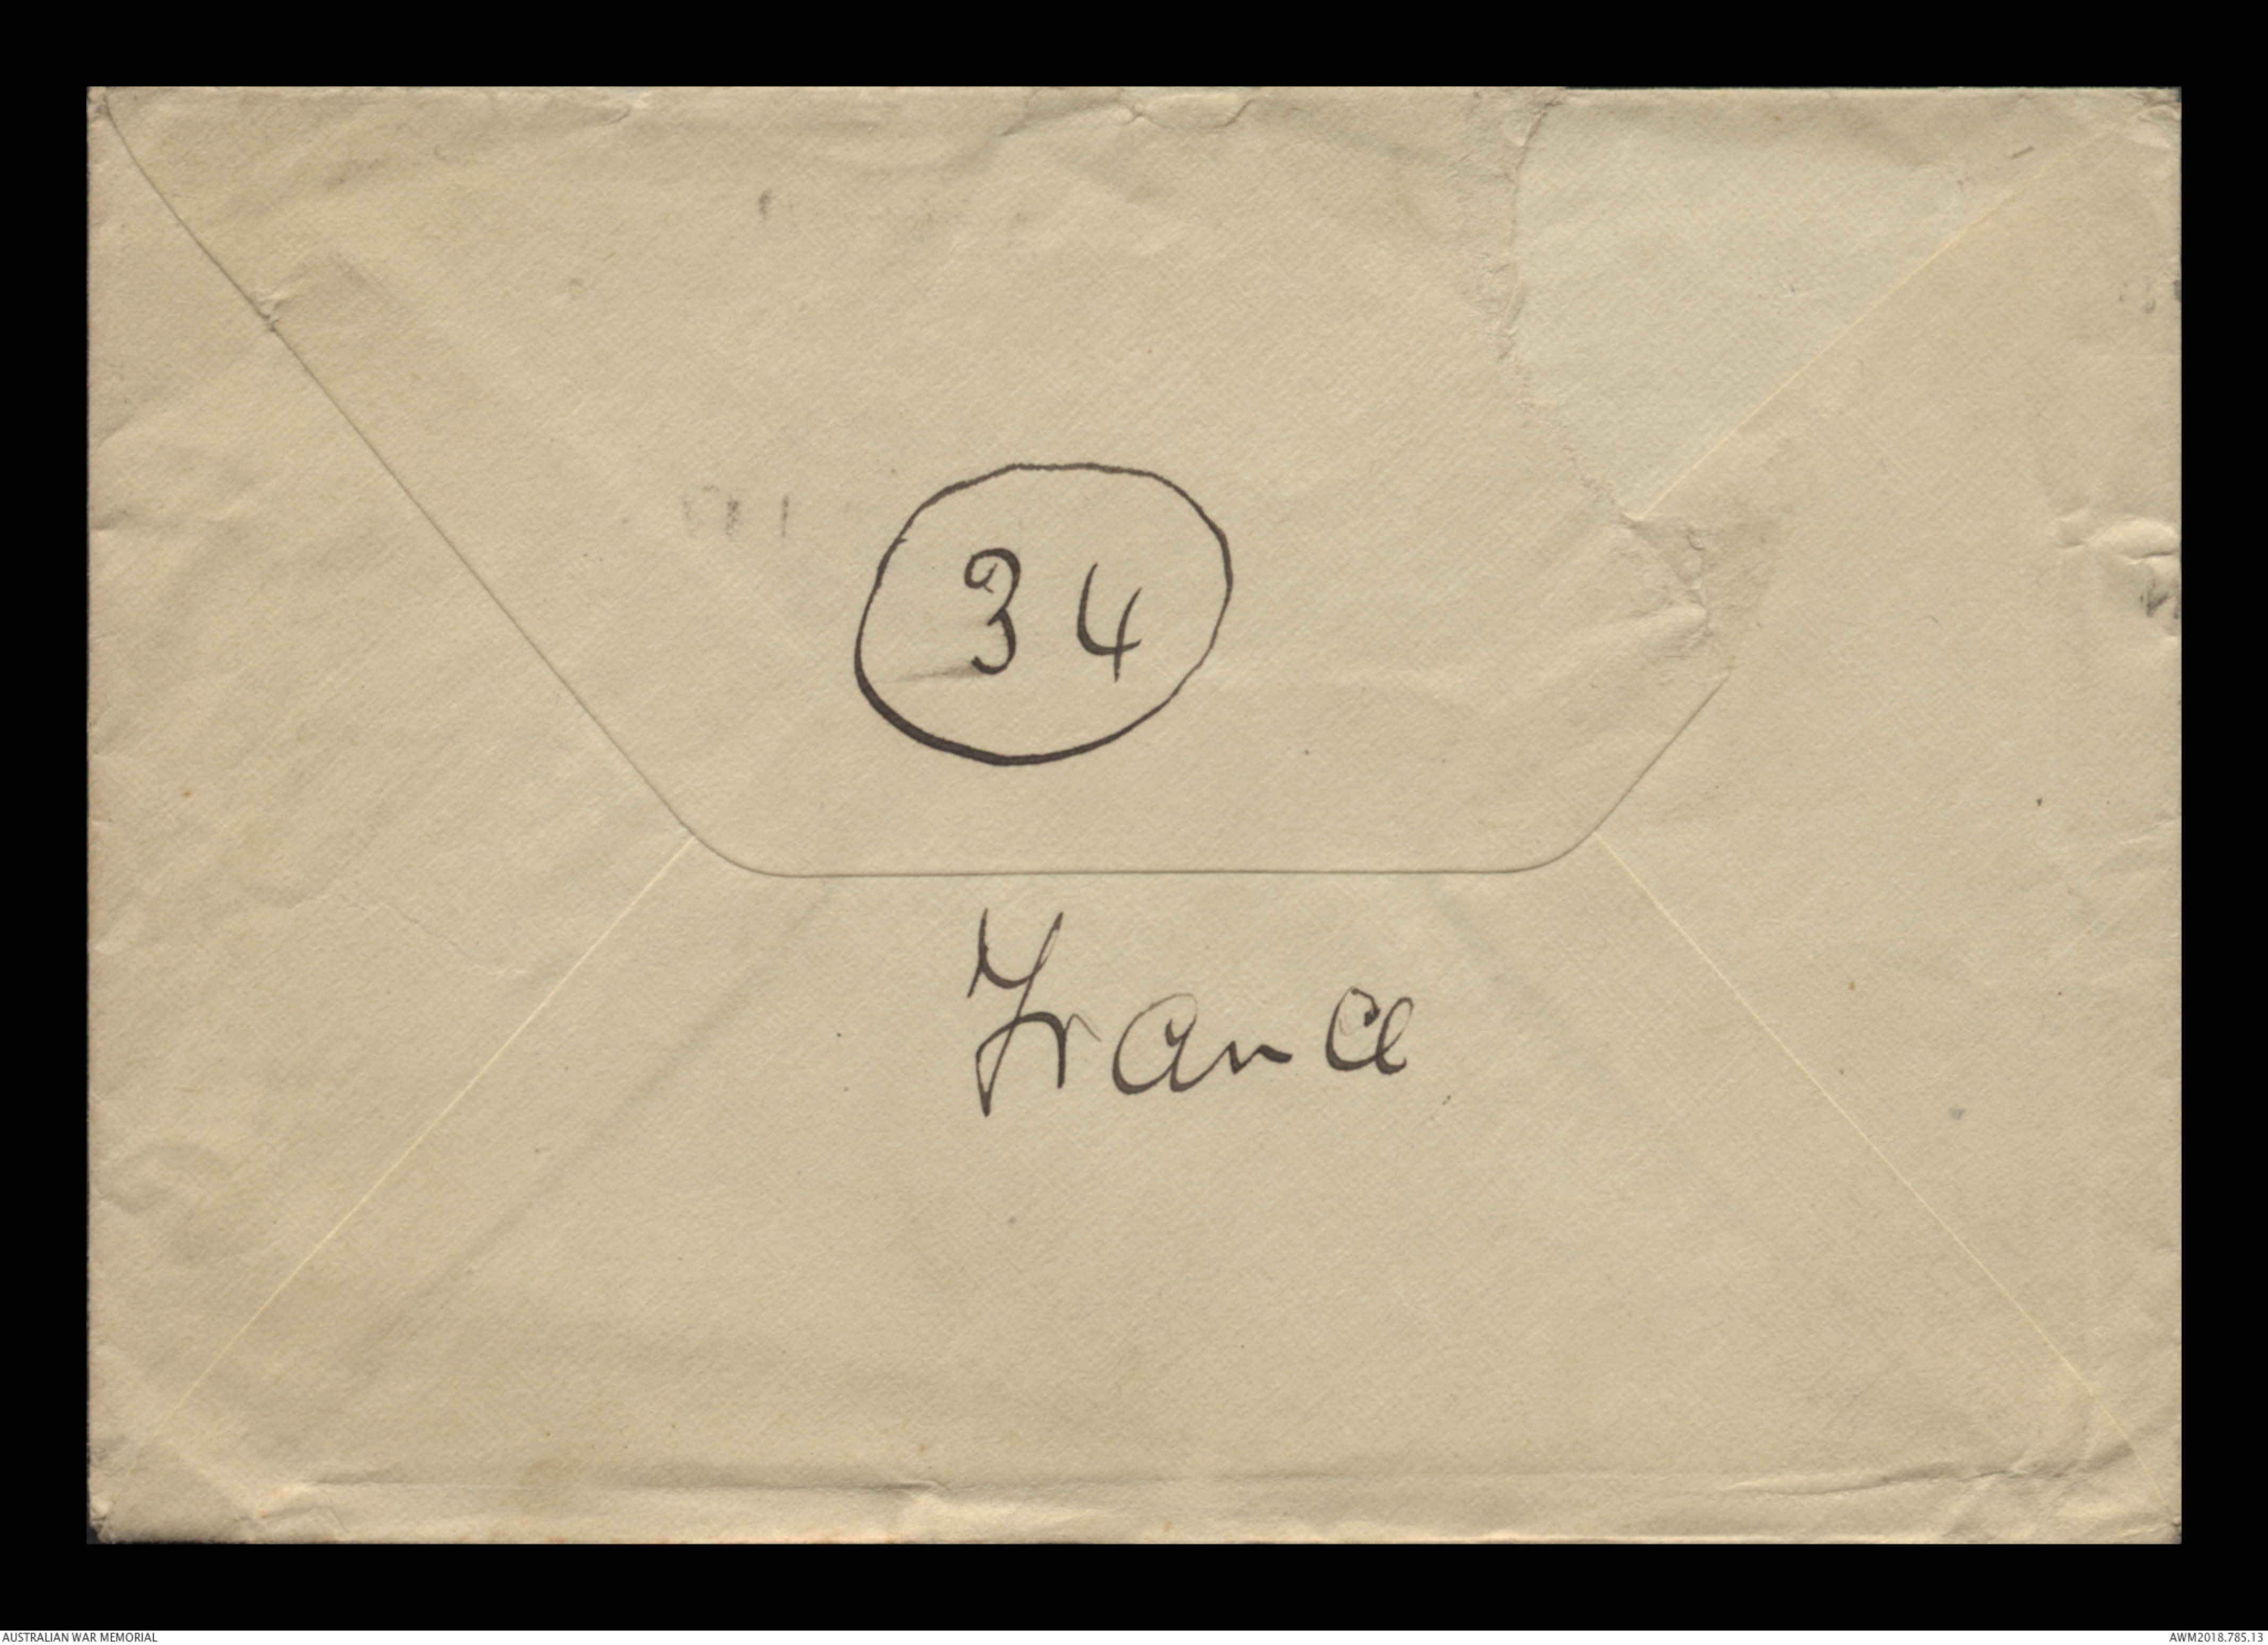 34
France
AUSTRALIAN WAR MEMORIAL
AWM2018.785.13